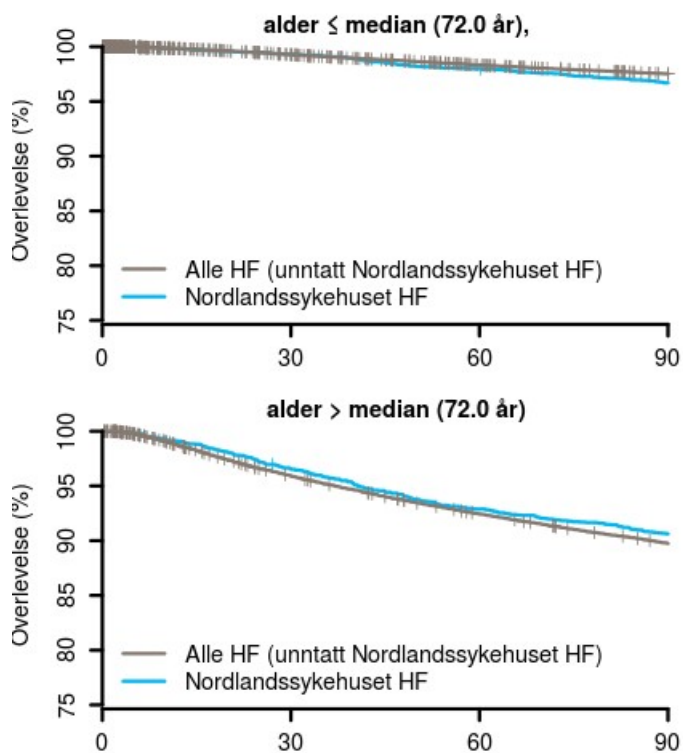 alder ≤ median (72.0 år),
Overlevelse (%)
100
95
90
85
80
75
Alle HF (unntatt Nordlandssykehuset HF)
Nordlandssykehuset HF
0 30 60 90
alder > median (72.0 år)
Overlevelse (%)
100
95
90
85
80
75
Alle HF (unntatt Nordlandssykehuset HF)
Nordlandssykehuset HF
0 30 60 90